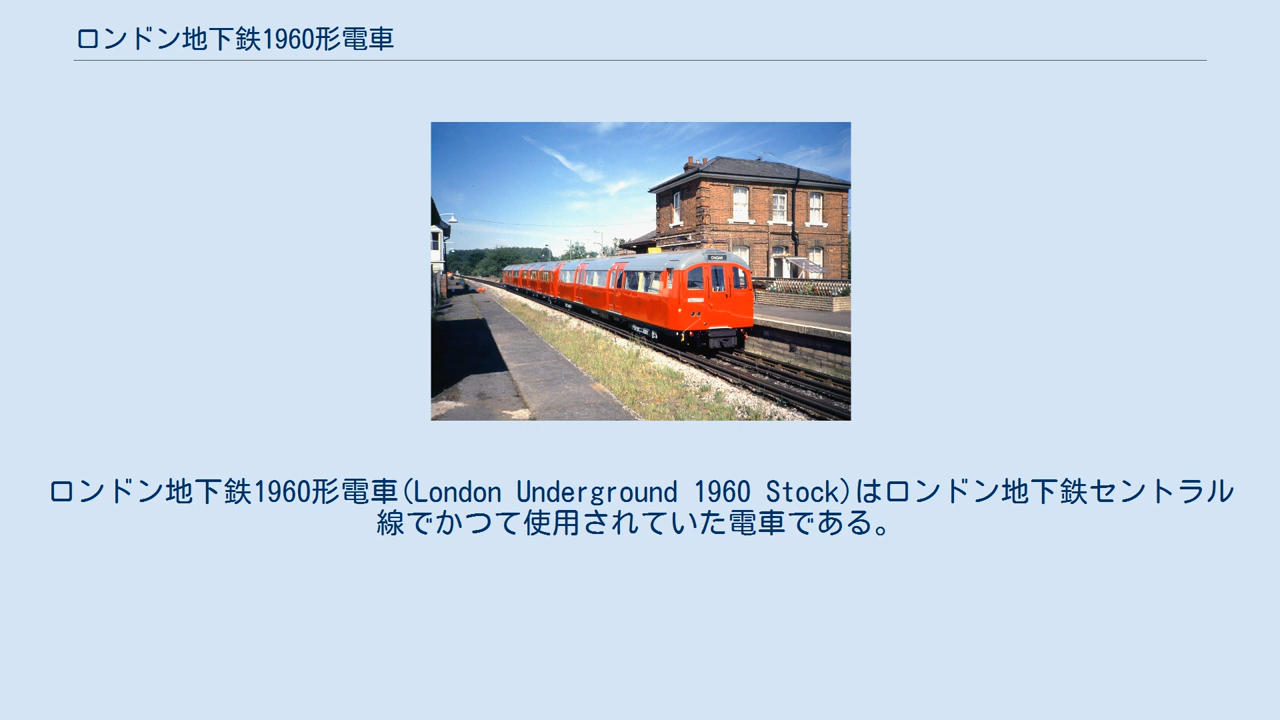 ロンドン地下鉄1960形電車
ロンドン地下鉄1960形電車(London Underground 1960 Stock)はロンドン地下鉄セントラル
線でかつて使用されていた電車である。